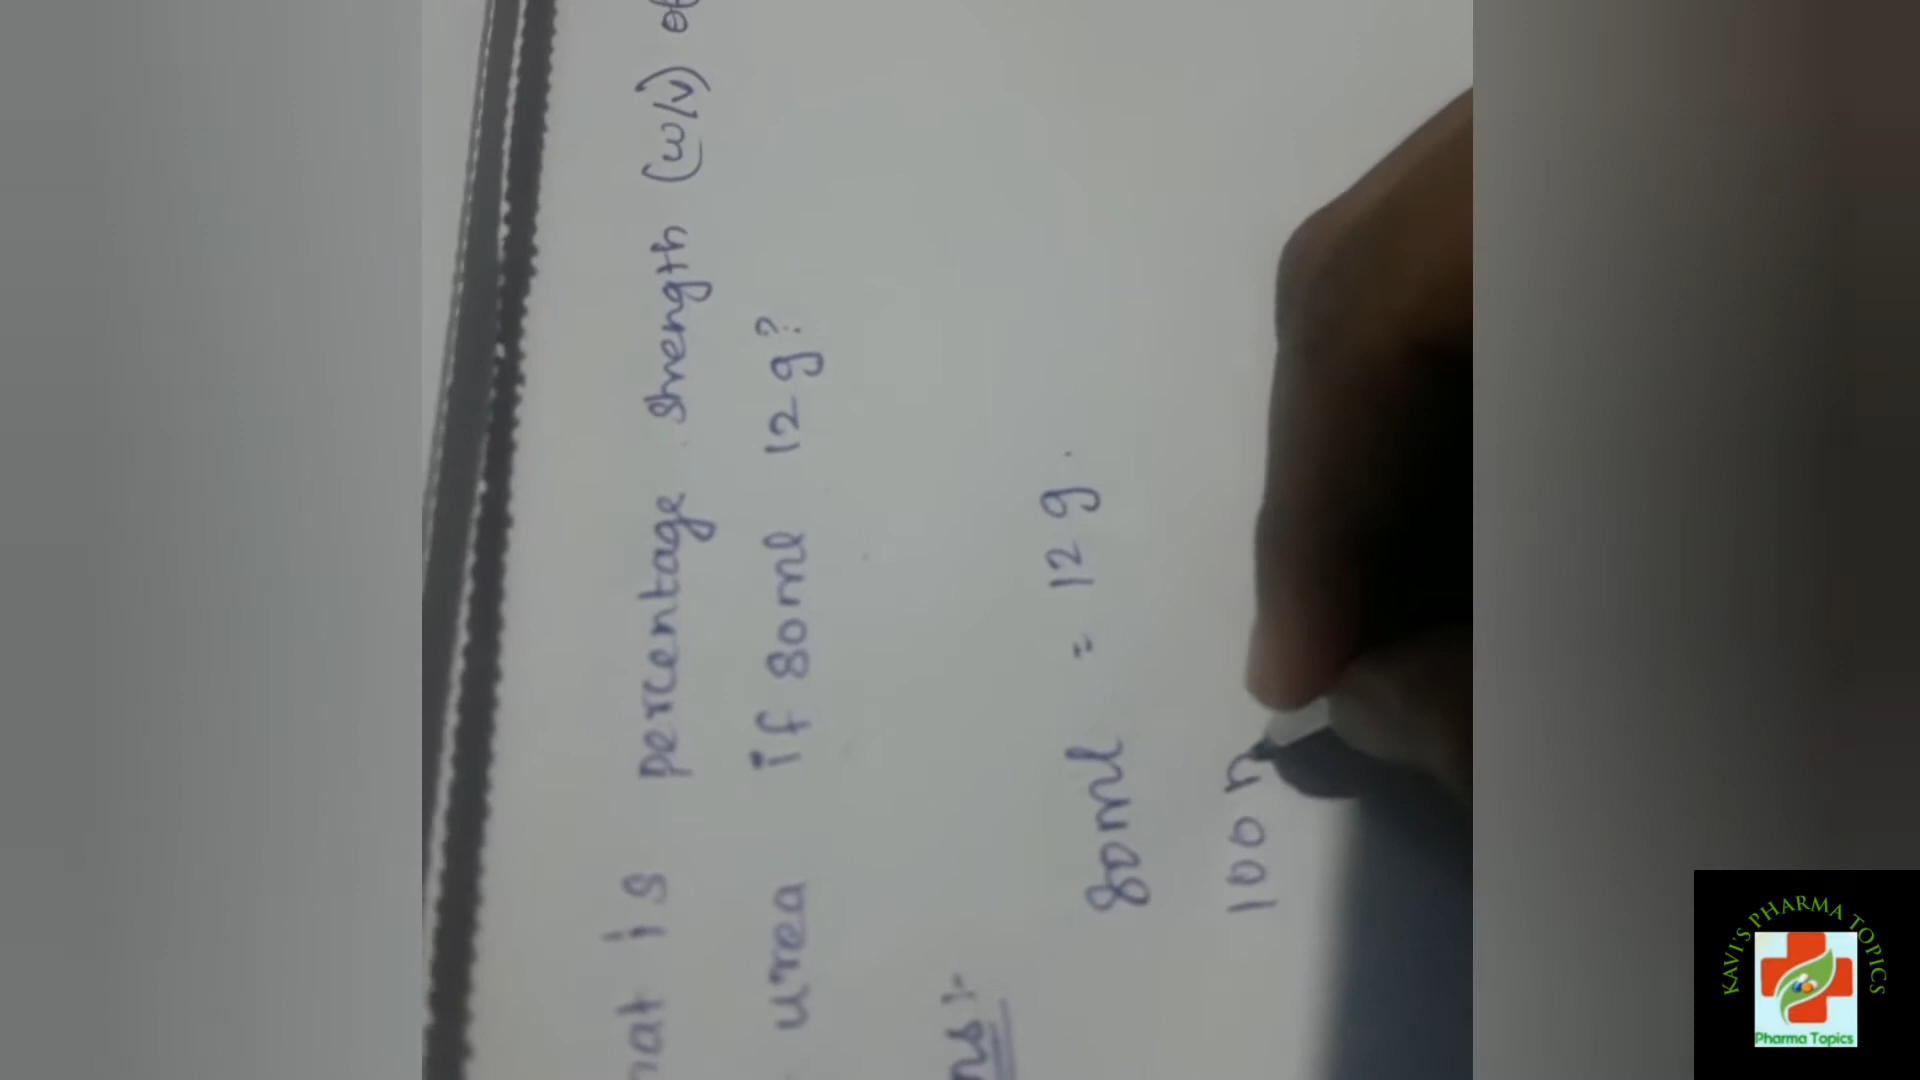 is percentage strength (w/v) of
urea if 80ml 12g?
80ml = 12g.
100
KAVI'S PHARMA TOPICS
Pharma Topics